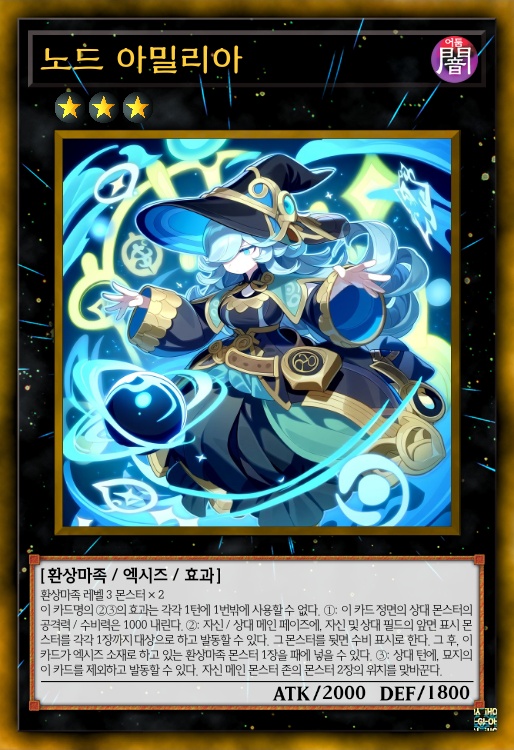 노드 아밀리아
어둠
闇
[환상마족 / 엑시즈 / 효과]
환상마족 레벨 3 몬스터 × 2
이 카드명의 ②③의 효과는 각각 1턴에 1번밖에 사용할 수 없다. ①: 이 카드 정면의 상대 몬스터의
공격력 / 수비력은 1000 내린다. ②: 자신 / 상대 메인 페이즈에, 자신 및 상대 필드의 앞면 표시 몬
스터를 각각 1장까지 대상으로 하고 발동할 수 있다. 그 몬스터를 뒷면 수비 표시로 한다. 그 후, 이
카드가 엑시즈 소재로 하고 있는 환상마족 몬스터 1장을 패에 넣을 수 있다. ③: 상대 턴에, 묘지의
이 카드를 제외하고 발동할 수 있다. 자신 메인 몬스터 존의 몬스터 2장의 위치를 맞바꾼다.
ATK/2000 DEF/1800